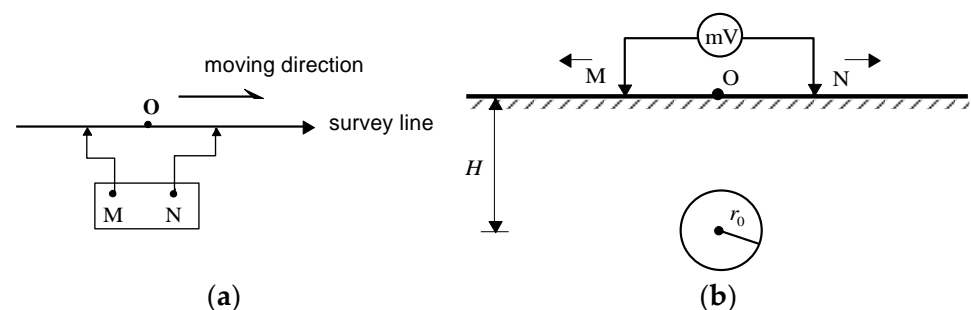 moving direction
O
survey line
M N
(a)
mV
M O N
H
r0
(b)